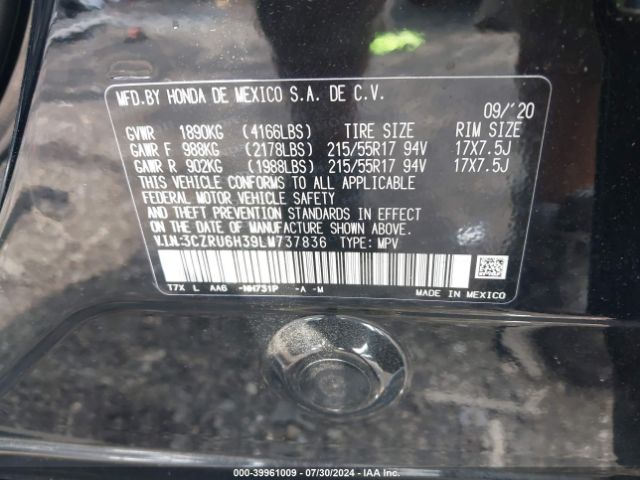 MFD.BY HONDA DE MEXICO S.A. DE C.V.
09/'20
GVWR 1890KG (4166LBS) TIRE SIZE RIM SIZE
GAWR F 988KG (2178LBS) 215/55R17 94V 17X7.5J
GAWR R 902KG (1988LBS) 215/55R17 94V 17X7.5J
THIS VEHICLE CONFORMS TO ALL APPLICABLE
FEDERAL MOTOR VEHICLE SAFETY
AND THEFT PREVENTION STANDARDS IN EFFECT
ON THE DATE OF MANUFACTURE SHOWN ABOVE.
V.I.N:3CZRU6H39LM737836 TYPE: MPV
T7X L AA6 -NH731P -A -M MADE IN MEXICO
000-39961009 - 07/30/2024 - IAA Inc.